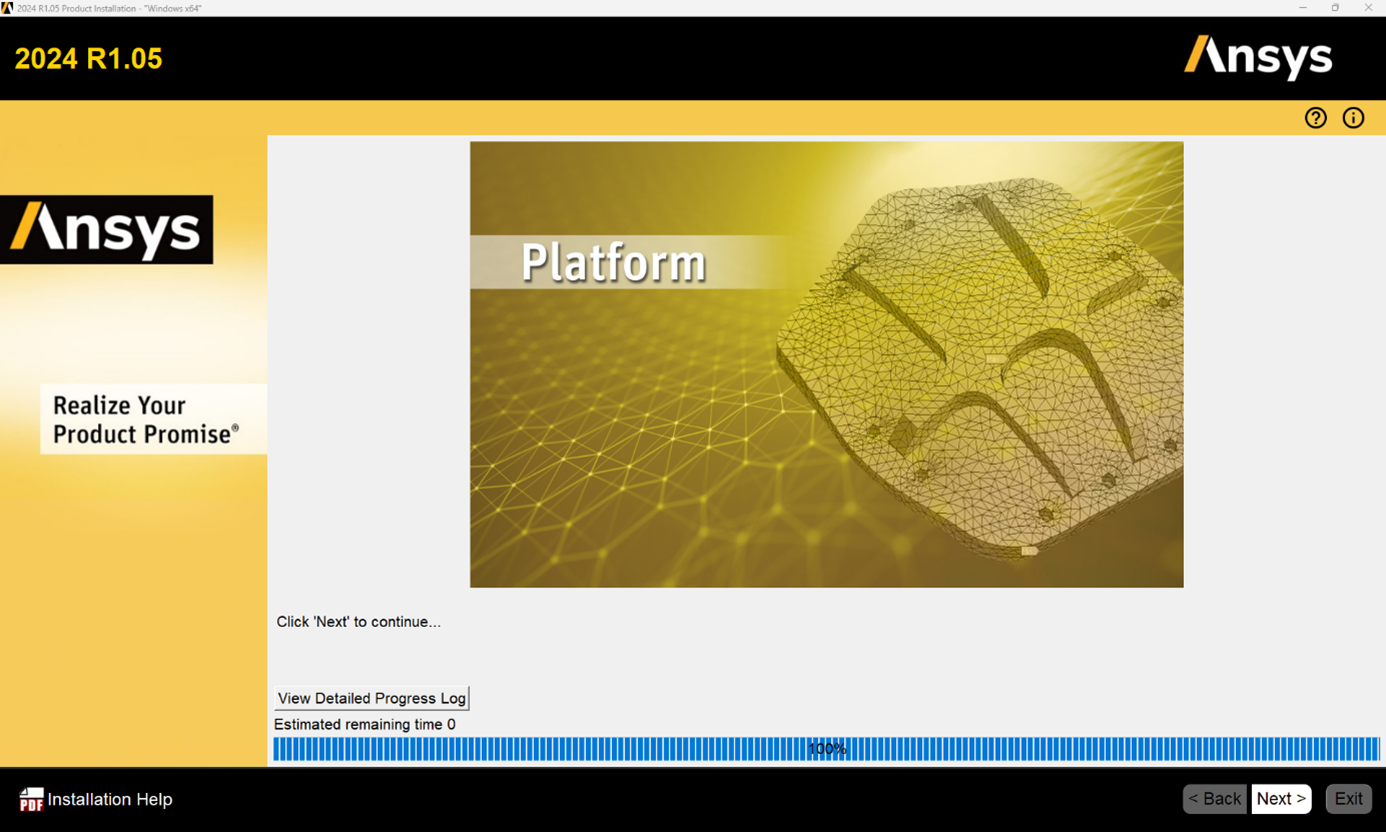 2024 R1.05 Product Installation - "Windows x64"
2024 R1.05
Ansys
Ansys
Platform
Realize Your
Product Promise®
Click 'Next' to continue...
View Detailed Progress Log
Estimated remaining time 0
100%
PDF Installation Help
< Back Next > Exit